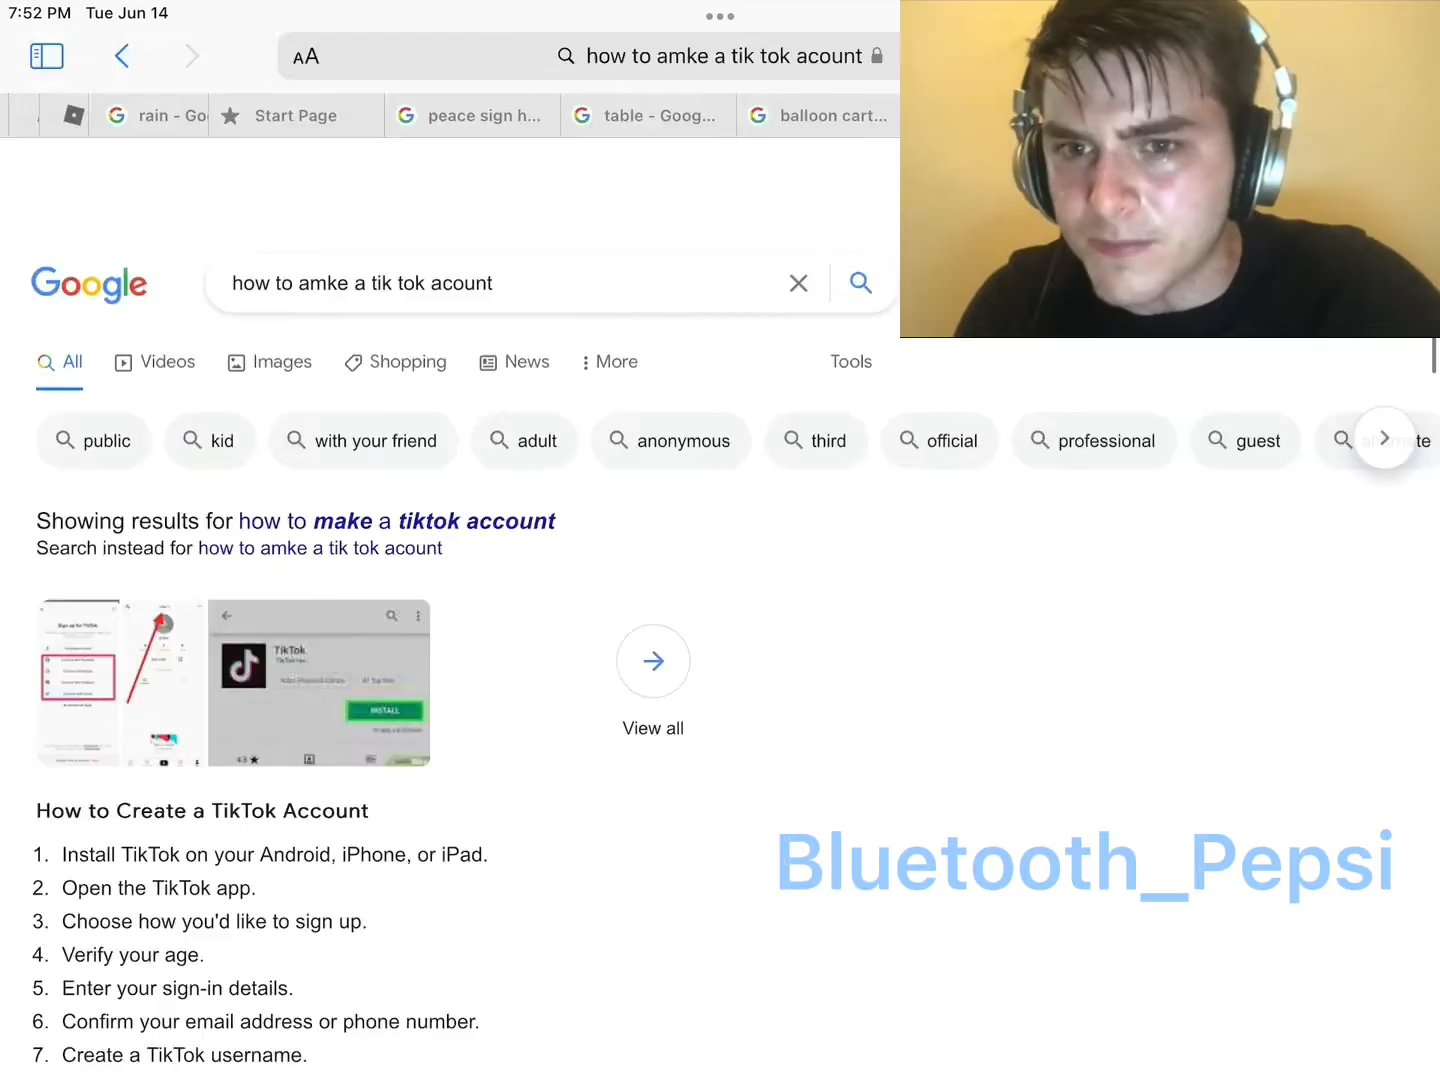 7:52 PM Tue Jun 14
AA how to amke a tik tok acount
rain - Go Start Page peace sign h... table - Goog... balloon cart...
Google how to amke a tik tok acount
All Videos Images Shopping News More Tools
public kid with your friend adult anonymous third official professional guest
Showing results for how to make a tiktok account
Search instead for how to amke a tik tok acount
Sign up for TikTok
TikTok
INSTALL
4.3
View all
How to Create a TikTok Account
1. Install TikTok on your Android, iPhone, or iPad.
2. Open the TikTok app.
3. Choose how you'd like to sign up.
4. Verify your age.
5. Enter your sign-in details.
6. Confirm your email address or phone number.
7. Create a TikTok username.
Bluetooth_Pepsi